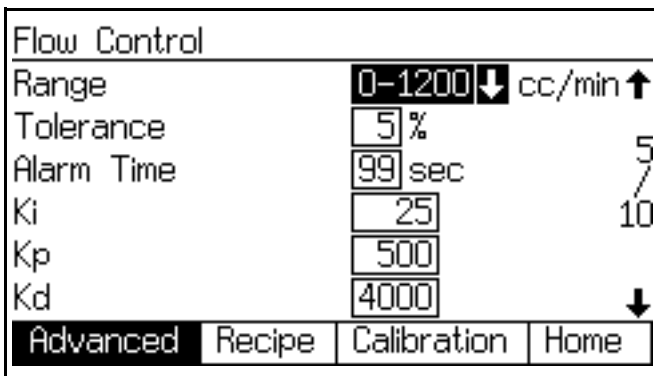 Flow Control
Range 0-1200 cc/min
Tolerance 5 %
Alarm Time 99 sec
Ki 25
Kp 500
Kd 4000
5
/
10
Advanced Recipe Calibration Home